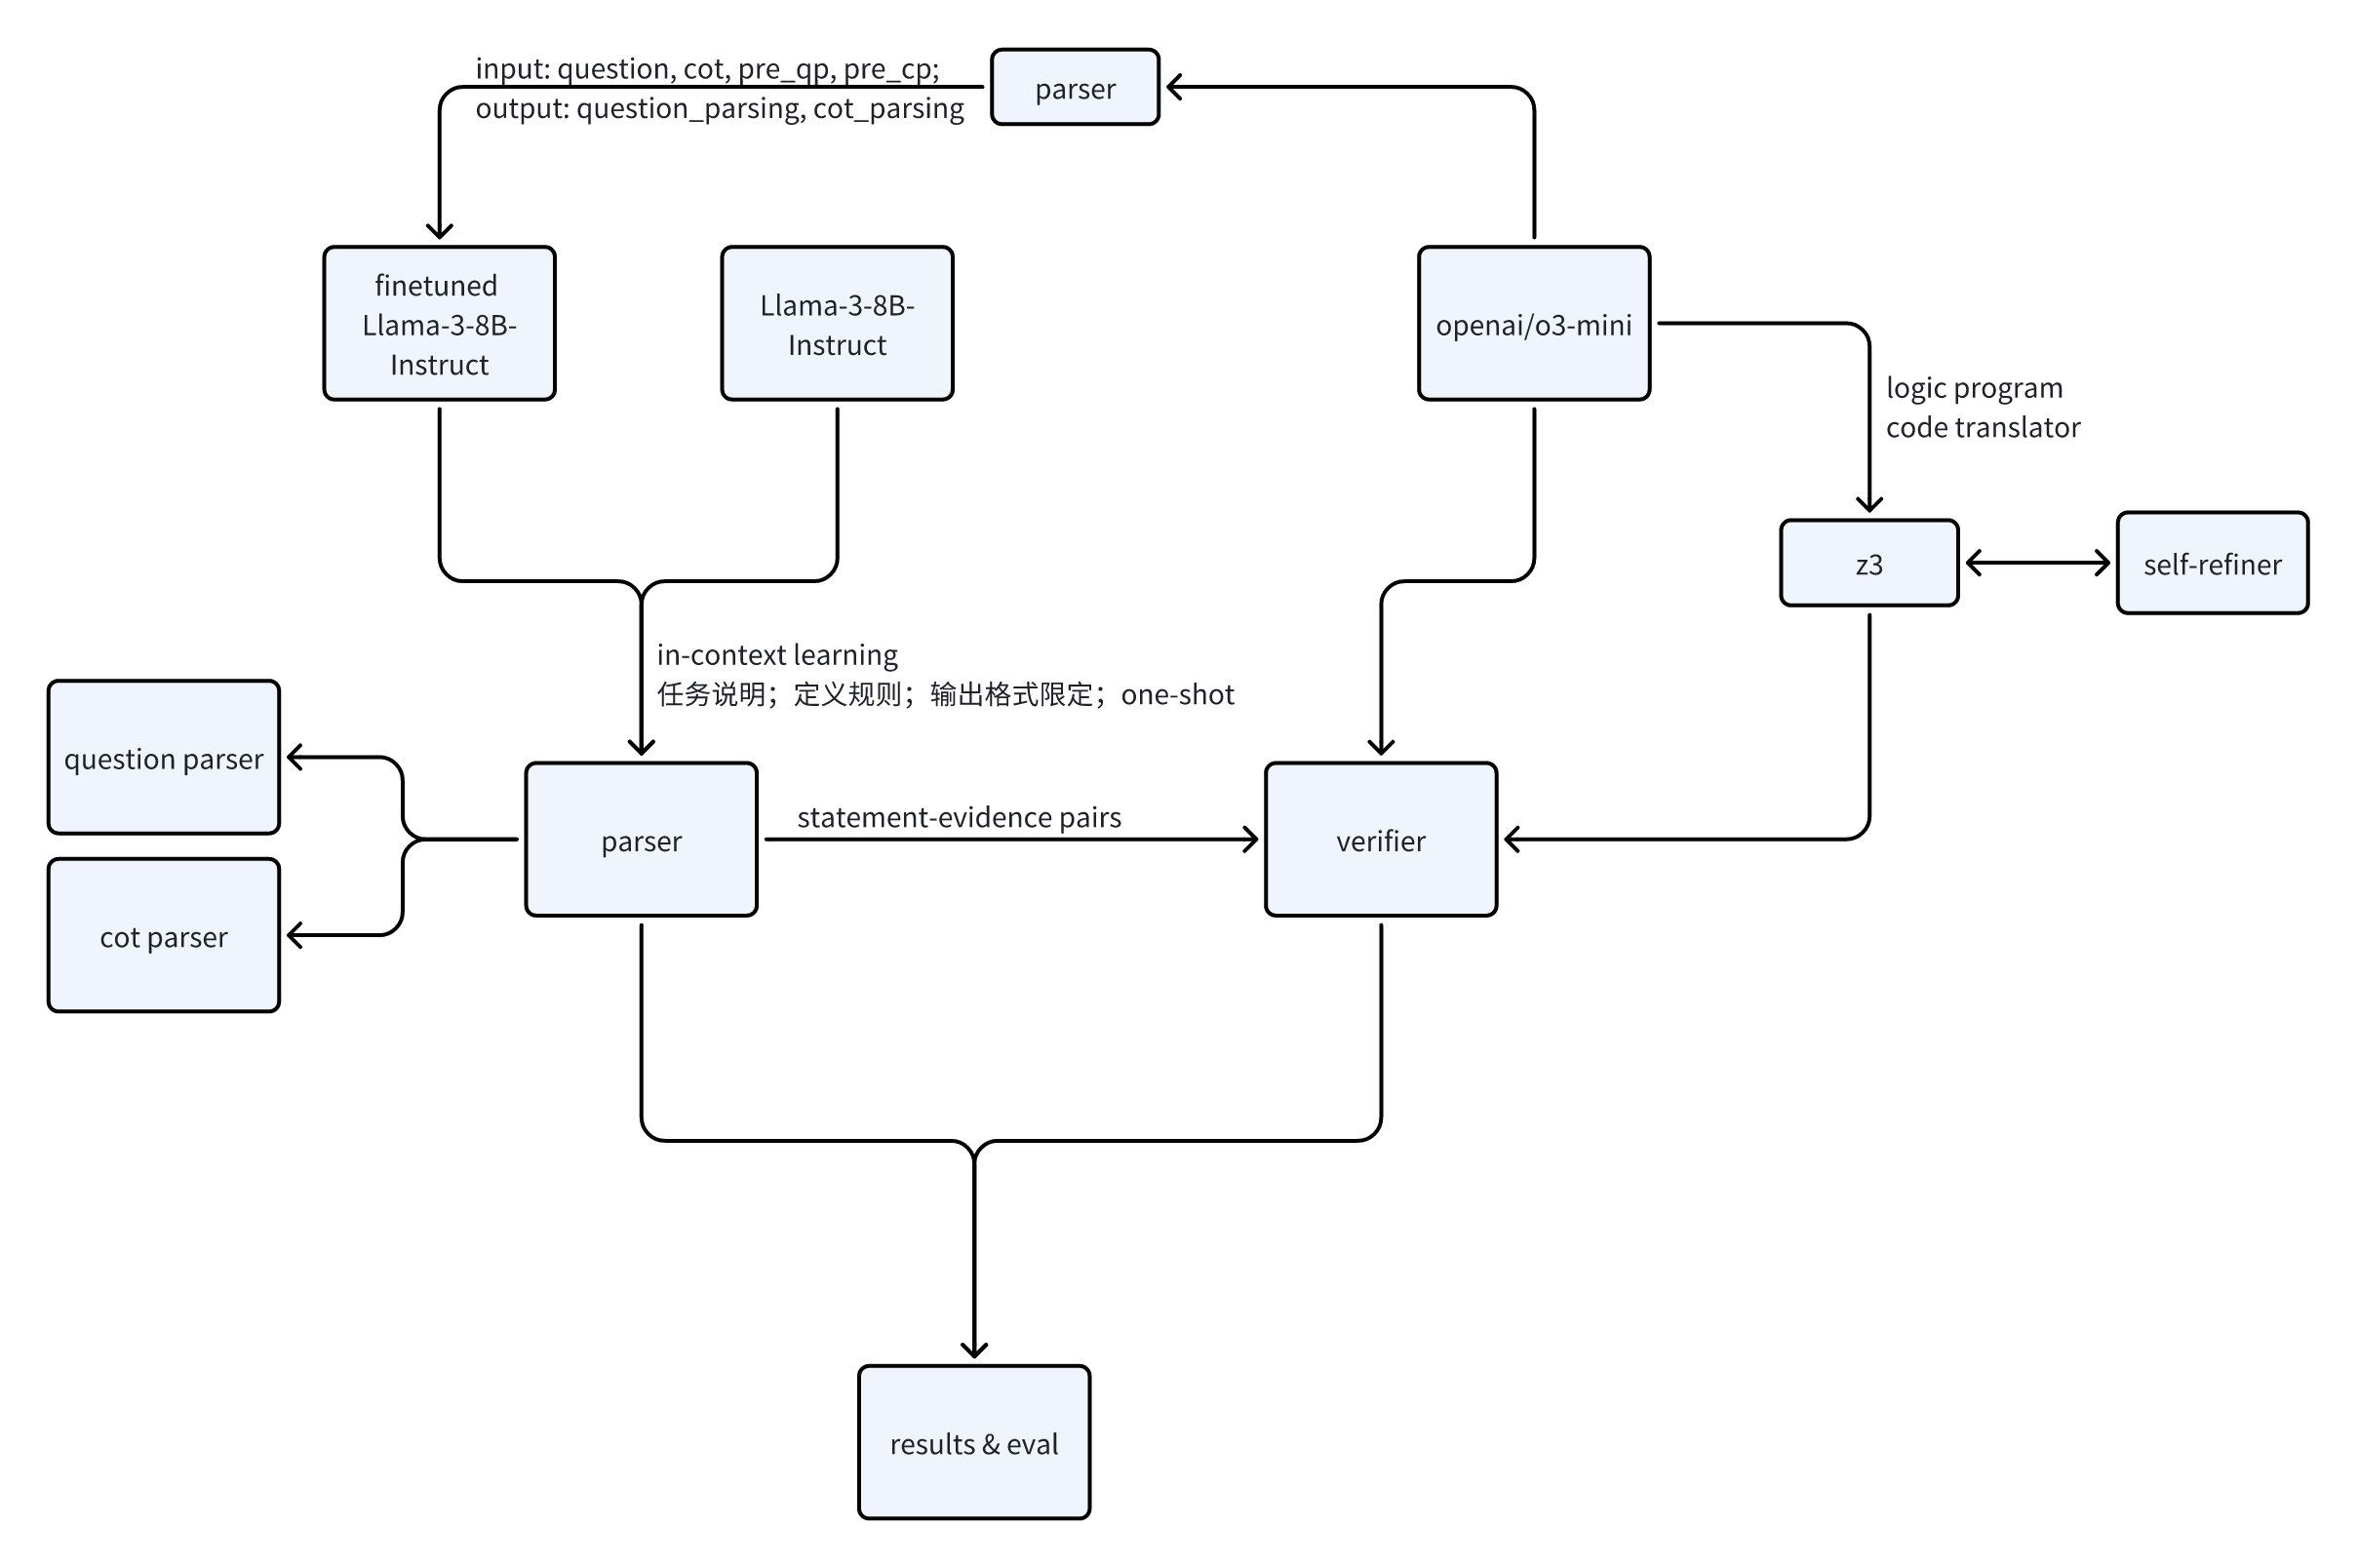 input: question, cot, pre_qp, pre_cp;
output: question_parsing, cot_parsing
parser
finetuned
Llama-3-8B-
Instruct
Llama-3-8B-
Instruct
openai/o3-mini
logic program
code translator
z3
self-refiner
in-context learning
任务说明；定义规则；输出格式限定；one-shot
question parser
cot parser
parser
statement-evidence pairs
verifier
results & eval